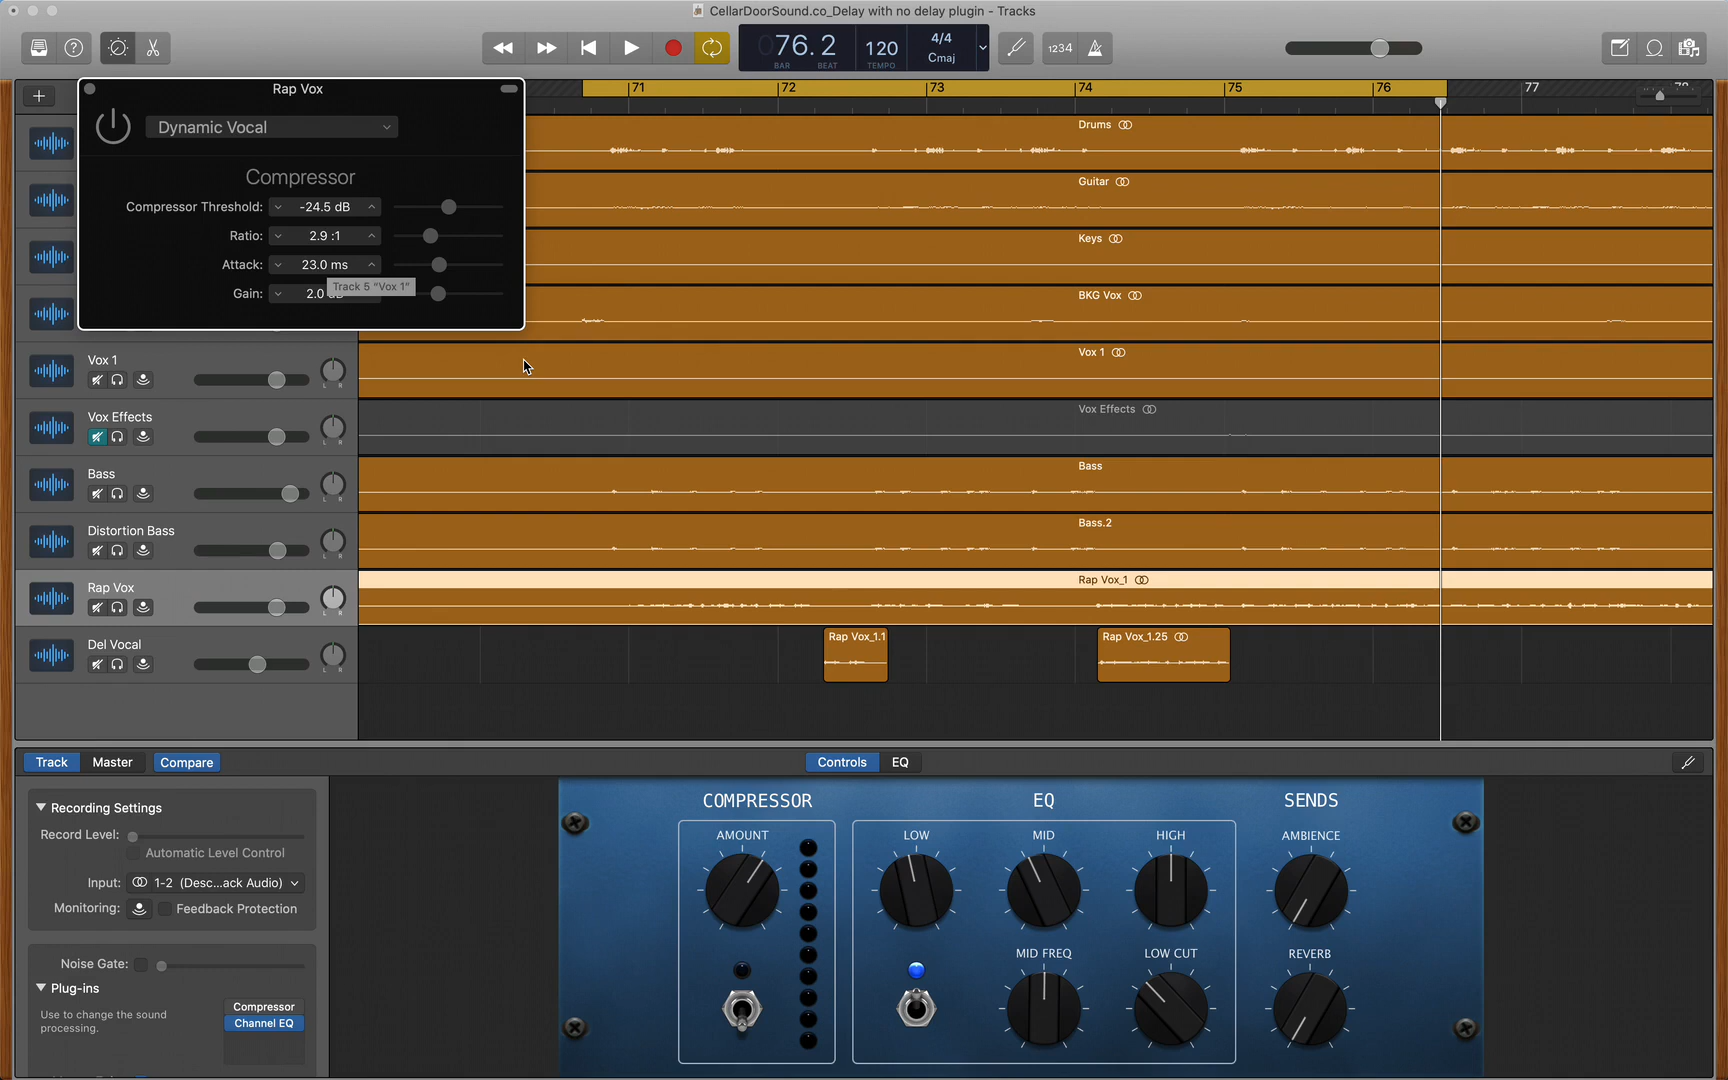 CellarDoorSound.co_Delay with no delay plugin - Tracks
76.2
BAR
BEAT
120
TEMPO
4/4
Cmaj
1234
Rap Vox
Dynamic Vocal
Compressor
Compressor Threshold:
-24.5 dB
Ratio:
2.9 :1
Attack:
23.0 ms
Track 5 "Vox 1"
Gain:
2.0 dB
71
72
73
74
75
76
77
78
Drums
Guitar
Keys
BKG Vox
Vox 1
L R
Vox 1
Vox Effects
L R
Vox Effects
Bass
L R
Bass
Distortion Bass
L R
Bass.2
Rap Vox
L R
Rap Vox_1
Del Vocal
L R
Rap Vox_1.1
Rap Vox_1.25
Track
Master
Compare
Controls
EQ
Recording Settings
Record Level:
Automatic Level Control
Input:
1-2 (Desc...ack Audio)
Monitoring:
Feedback Protection
Noise Gate:
Plug-ins
Use to change the sound
processing.
Compressor
Channel EQ
COMPRESSOR
AMOUNT
EQ
LOW
MID
HIGH
MID FREQ
LOW CUT
SENDS
AMBIENCE
REVERB